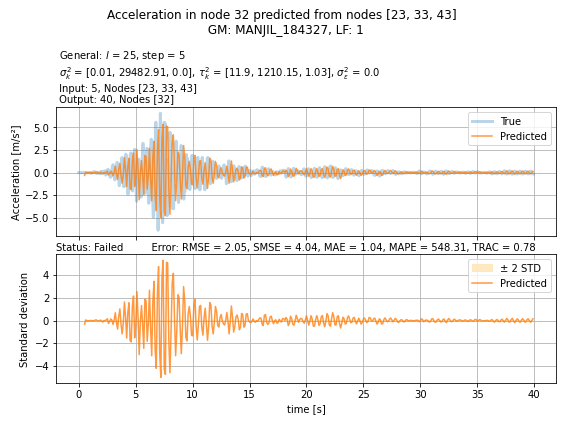 Acceleration in node 32 predicted from nodes [23, 33, 43]
GM: MANJIL_184327, LF: 1
General: l = 25, step = 5
σ²ₖ = [0.01, 29482.91, 0.0], τ²ₖ = [11.9, 1210.15, 1.03], σ²ε = 0.0
Input: 5, Nodes [23, 33, 43]
Output: 40, Nodes [32]
Acceleration [m/s²]
5.0
2.5
0.0
−2.5
−5.0
True
Predicted
Status: Failed Error: RMSE = 2.05, SMSE = 4.04, MAE = 1.04, MAPE = 548.31, TRAC = 0.78
Standard deviation
4
2
0
−2
−4
± 2 STD
Predicted
0 5 10 15 20 25 30 35 40
time [s]